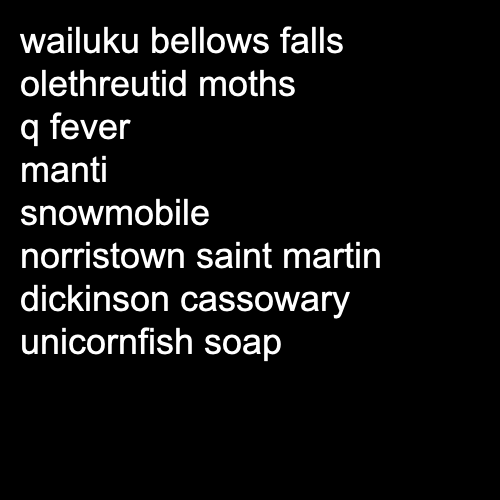 wailuku bellows falls
olethreutid moths
q fever
manti
snowmobile
norristown saint martin
dickinson cassowary
unicornfish soap